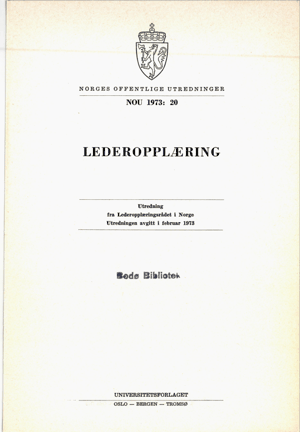 NORGES OFFENTLIGE UTREDNINGER
NOU 1973: 20
LEDEROPPLÆRING
Utredning
fra Lederopplæringsrådet i Norge
Utredningen avgitt i februar 1973
Bodø Bibliotek
UNIVERSITETSFORLAGET
OSLO — BERGEN — TROMSØ